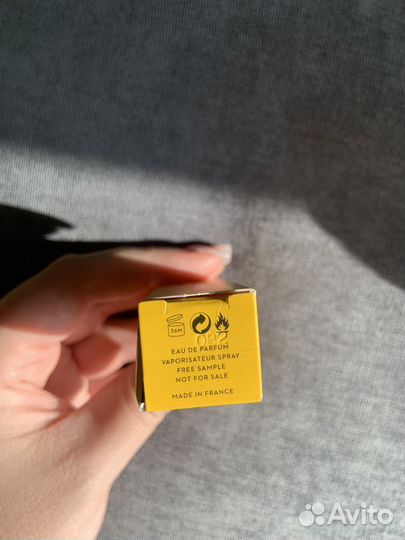 36M
EAU DE PARFUM
VAPORISATEUR SPRAY
FREE SAMPLE
NOT FOR SALE
MADE IN FRANCE
Avito